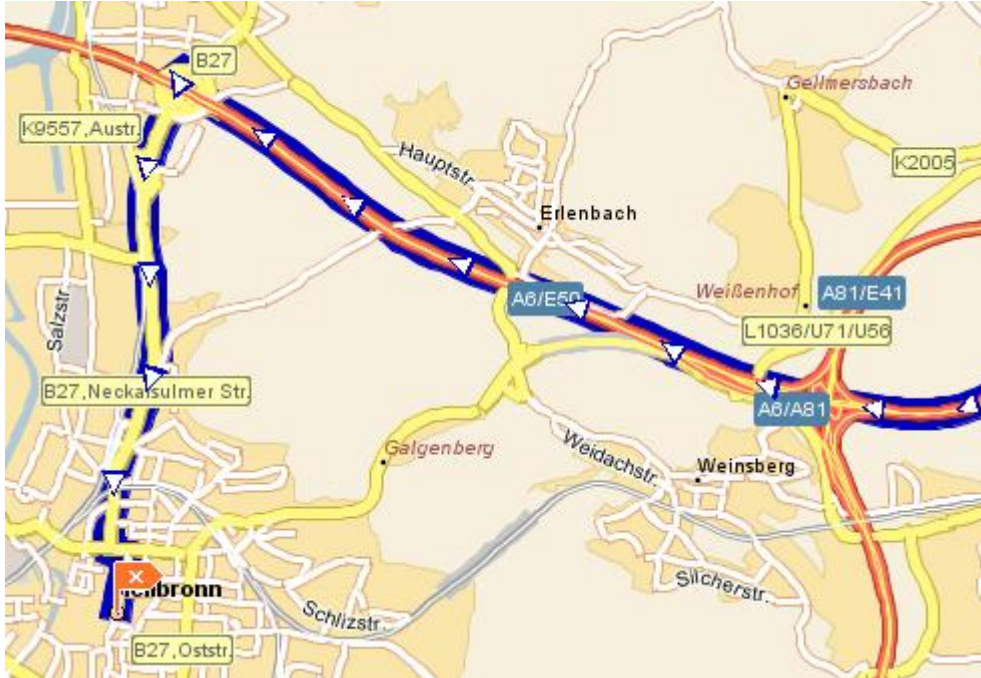 B27
Gellmersbach
K9557,Austr.
Hauptstr.
K2005
Erlenbach
A6/E50
Weißenhof
A81/E41
Salzstr.
L1036/U71/U56
B27,Neckarsulmer Str.
A6/A81
Galgenberg
Weidachstr.
Weinsberg
Silcherstr.
lbronn
Schlizstr.
B27,Oststr.